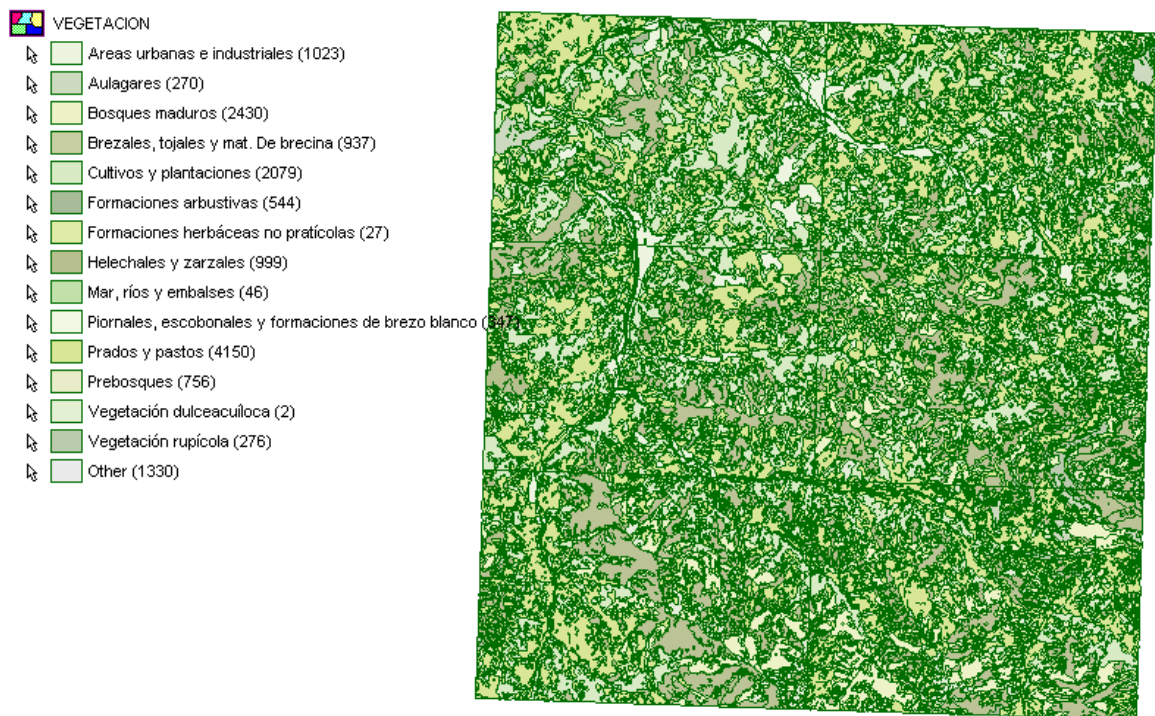 VEGETACION
Areas urbanas e industriales (1023)
Aulagares (270)
Bosques maduros (2430)
Brezales, tojales y mat. De brecina (937)
Cultivos y plantaciones (2079)
Formaciones arbustivas (544)
Formaciones herbáceas no pratícolas (27)
Helechales y zarzales (999)
Mar, ríos y embalses (46)
Piornales, escobonales y formaciones de brezo blanco
Prados y pastos (4150)
Prebosques (756)
Vegetación dulceacuíloca (2)
Vegetación rupícola (276)
Other (1330)